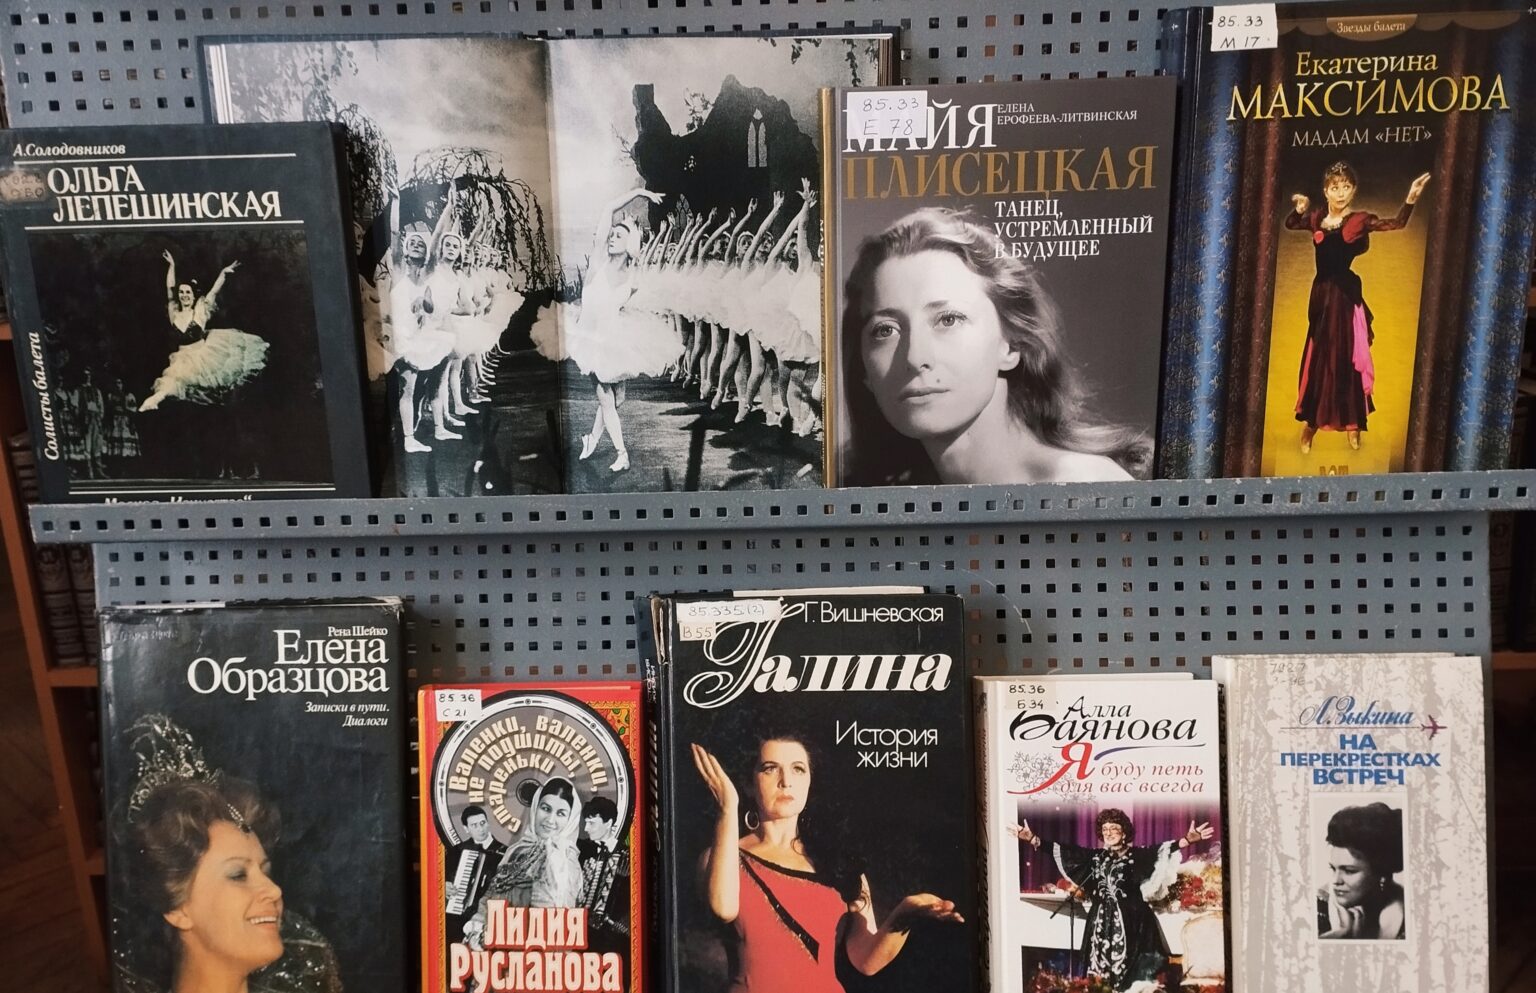 А.Солодовников
ОЛЬГА
ЛЕПЕШИНСКАЯ
Солисты балета
85.33
Е 78
МАЙЯ
ЕЛЕНА
ЕРОФЕЕВА-ЛИТВИНСКАЯ
ПЛИСЕЦКАЯ
ТАНЕЦ,
УСТРЕМЛЕННЫЙ
В БУДУЩЕЕ
85.33
М 17
Звезды балета
Екатерина
МАКСИМОВА
МАДАМ «НЕТ»
Рена Шейко
Елена
Образцова
Записки в пути.
Диалоги
85.36
С 21
Валенки, валенки,
не подшиты,
стареньки
Лидия
Русланова
85.335(2)
В55
Г. Вишневская
Галина
История
жизни
85.36
Б 34
Алла
Баянова
Я буду петь
для вас всегда
Л.Зыкина
НА
ПЕРЕКРЕСТКАХ
ВСТРЕЧ